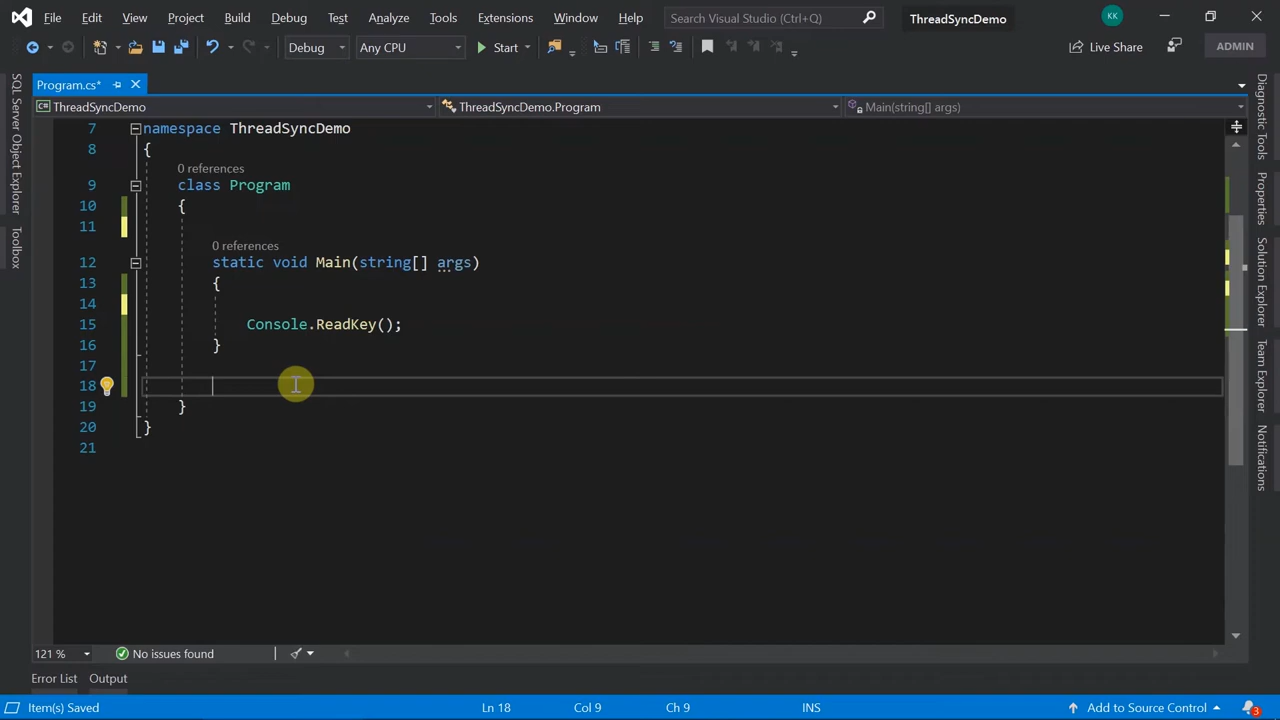 File Edit View Project Build Debug Test Analyze Tools Extensions Window Help Search Visual Studio (Ctrl+Q) ThreadSyncDemo KK
Debug Any CPU Start Live Share ADMIN
Program.cs*
ThreadSyncDemo ThreadSyncDemo.Program Main(string[] args)
7 namespace ThreadSyncDemo
8 {
0 references
9 class Program
10 {
11
0 references
12 static void Main(string[] args)
13 {
14
15 Console.ReadKey();
16 }
17
18
19 }
20 }
21
SQL Server Object Explorer
Toolbox
Diagnostic Tools
Properties
Solution Explorer
Team Explorer
Notifications
121 % No issues found
Error List Output
Item(s) Saved Ln 18 Col 9 Ch 9 INS Add to Source Control 3